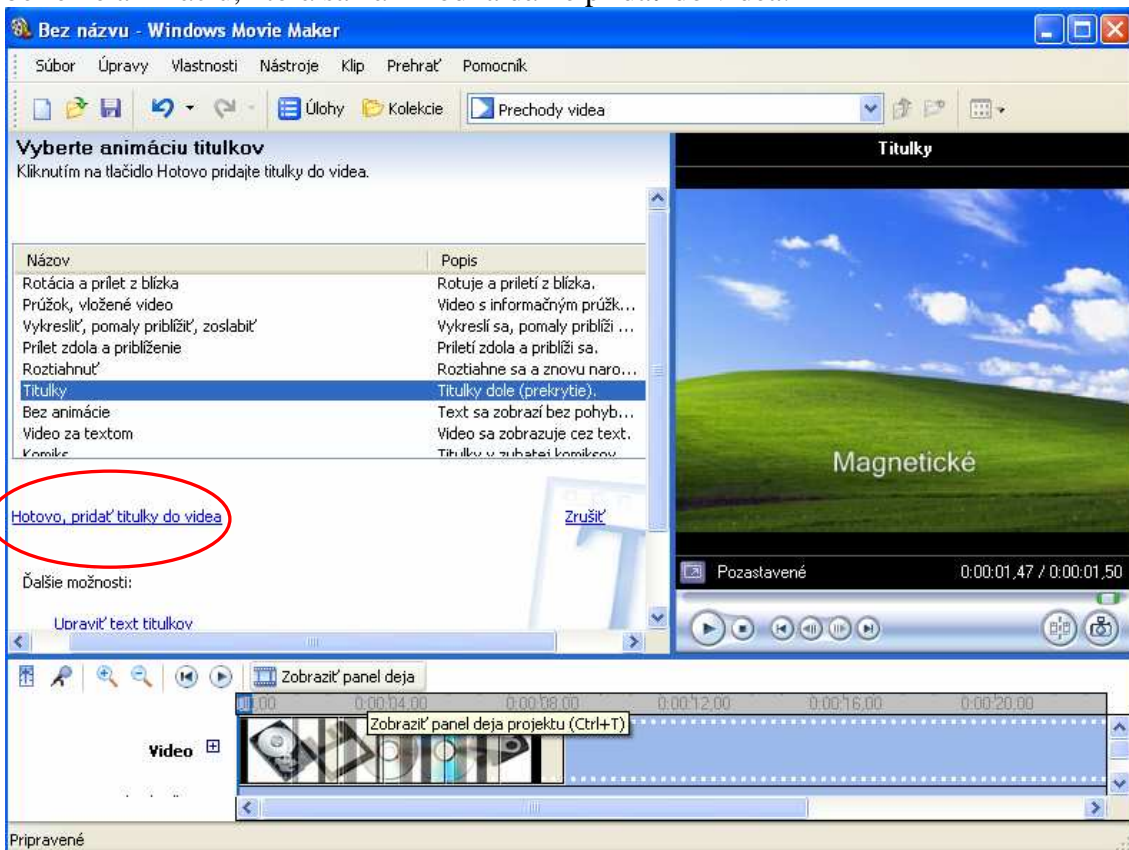 Bez názvu - Windows Movie Maker
Súbor Úpravy Vlastnosti Nástroje Klip Prehrať Pomocník
Úlohy Kolekcie Prechody videa
Vyberte animáciu titulkov
Kliknutím na tlačidlo Hotovo pridajte titulky do videa.
Názov Popis
Rotácia a prílet z blízka Rotuje a priletí z blízka.
Prúžok, vložené video Video s informačným prúžk...
Vykresliť, pomaly priblížiť, zoslabiť Vykreslí sa, pomaly priblíži ...
Prílet zdola a priblíženie Priletí zdola a priblíži sa.
Roztiahnuť Roztiahne sa a znovu naro...
Titulky Titulky dole (prekrytie).
Bez animácie Text sa zobrazí bez pohyb...
Video za textom Video sa zobrazuje cez text.
Komiks Titulky v zubatej komiksov
Hotovo, pridať titulky do videa Zrušiť
Ďalšie možnosti:
Upraviť text titulkov
Titulky
Magnetické
Pozastavené 0:00:01,47 / 0:00:01,50
Zobraziť panel deja
0:00:04,00 0:00:08,00 0:00:12,00 0:00:16,00 0:00:20,00
Zobraziť panel deja projektu (Ctrl+T)
Video
Pripravené